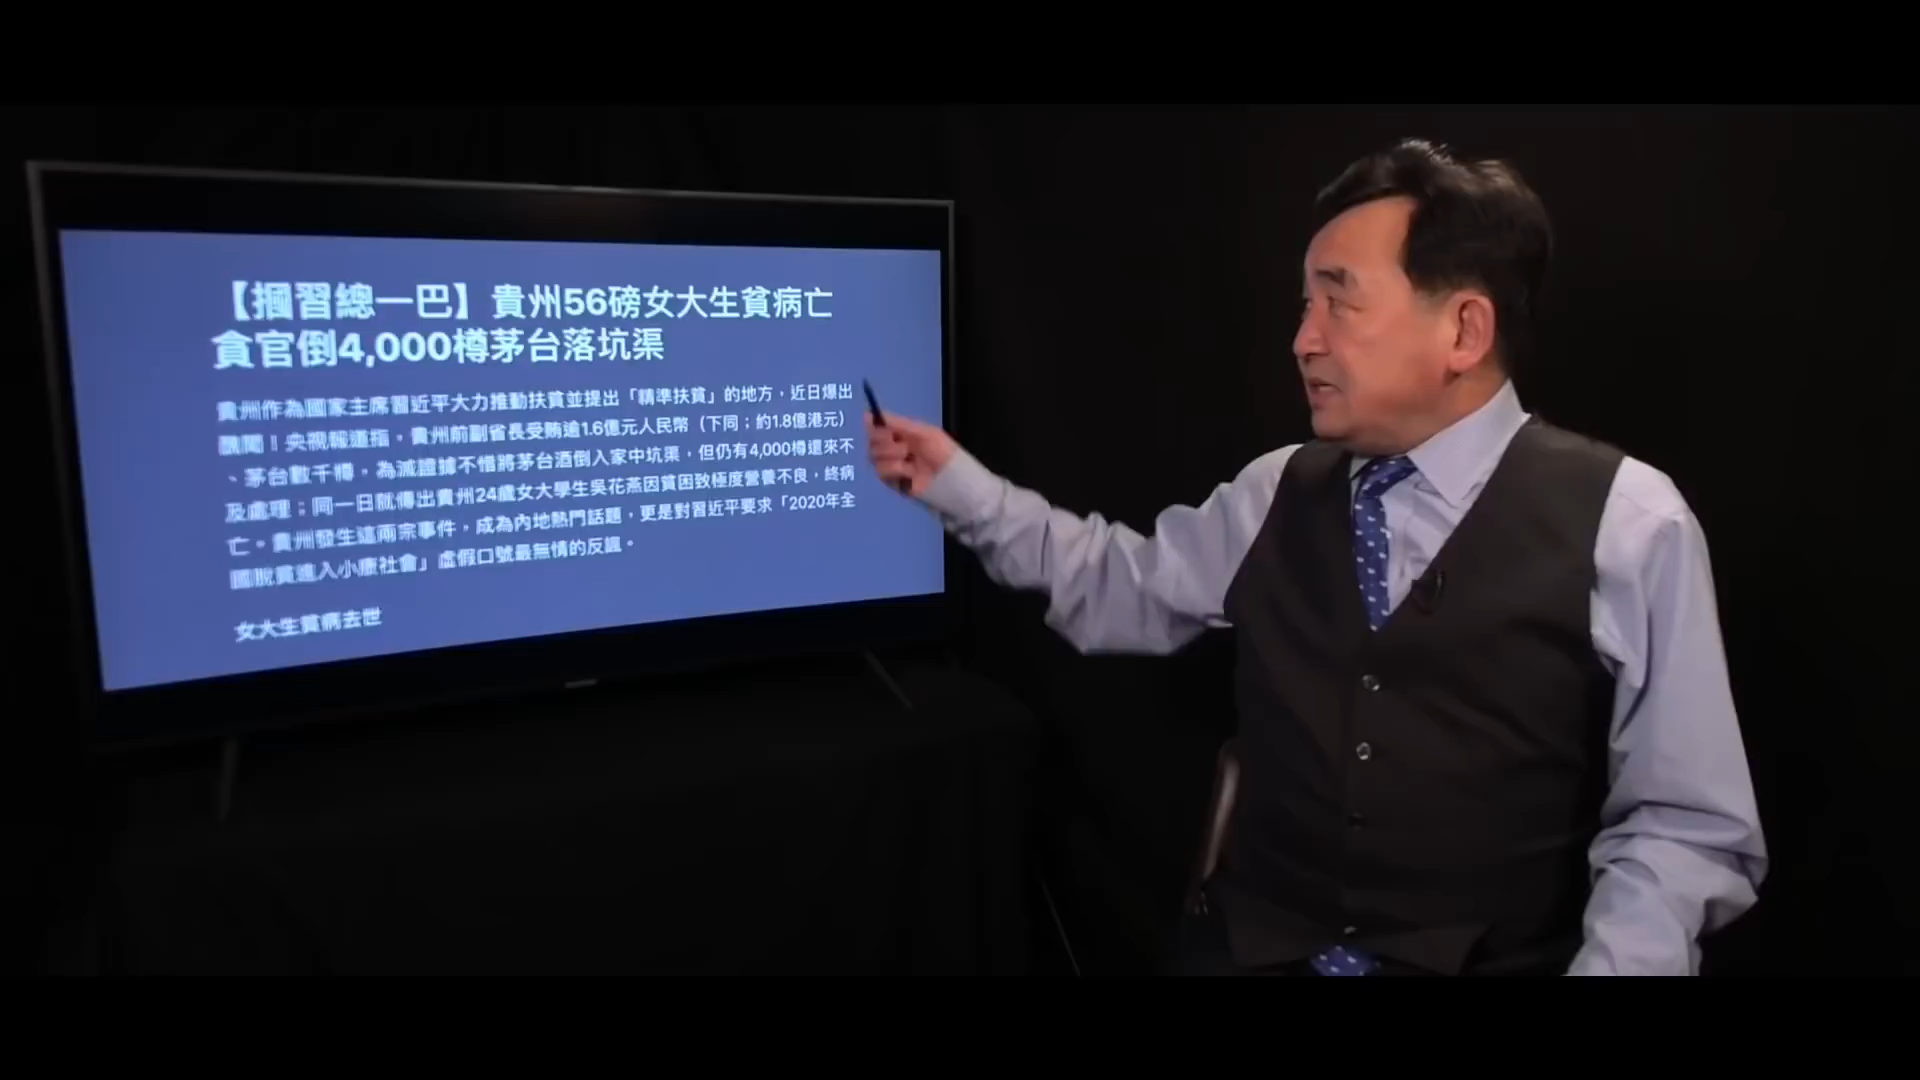 【摑習總一巴】貴州56磅女大生貧病亡
貪官倒4,000樽茅台落坑渠
貴州作為國家主席習近平大力推動扶貧並提出「精準扶貧」的地方，近日爆出
醜聞！央視報道指，貴州前副省長受賄逾1.6億元人民幣（下同；約1.8億港元）
、茅台數千樽，為滅證據不惜將茅台酒倒入家中坑渠，但仍有4,000樽還來不
及處理；同一日就傳出貴州24歲女大學生吳花燕因貧困致極度營養不良，終病
亡。貴州發生這兩宗事件，成為內地熱門話題，更是對習近平要求「2020年全
國脫貧進入小康社會」虛假口號最無情的反諷。
女大生貧病去世